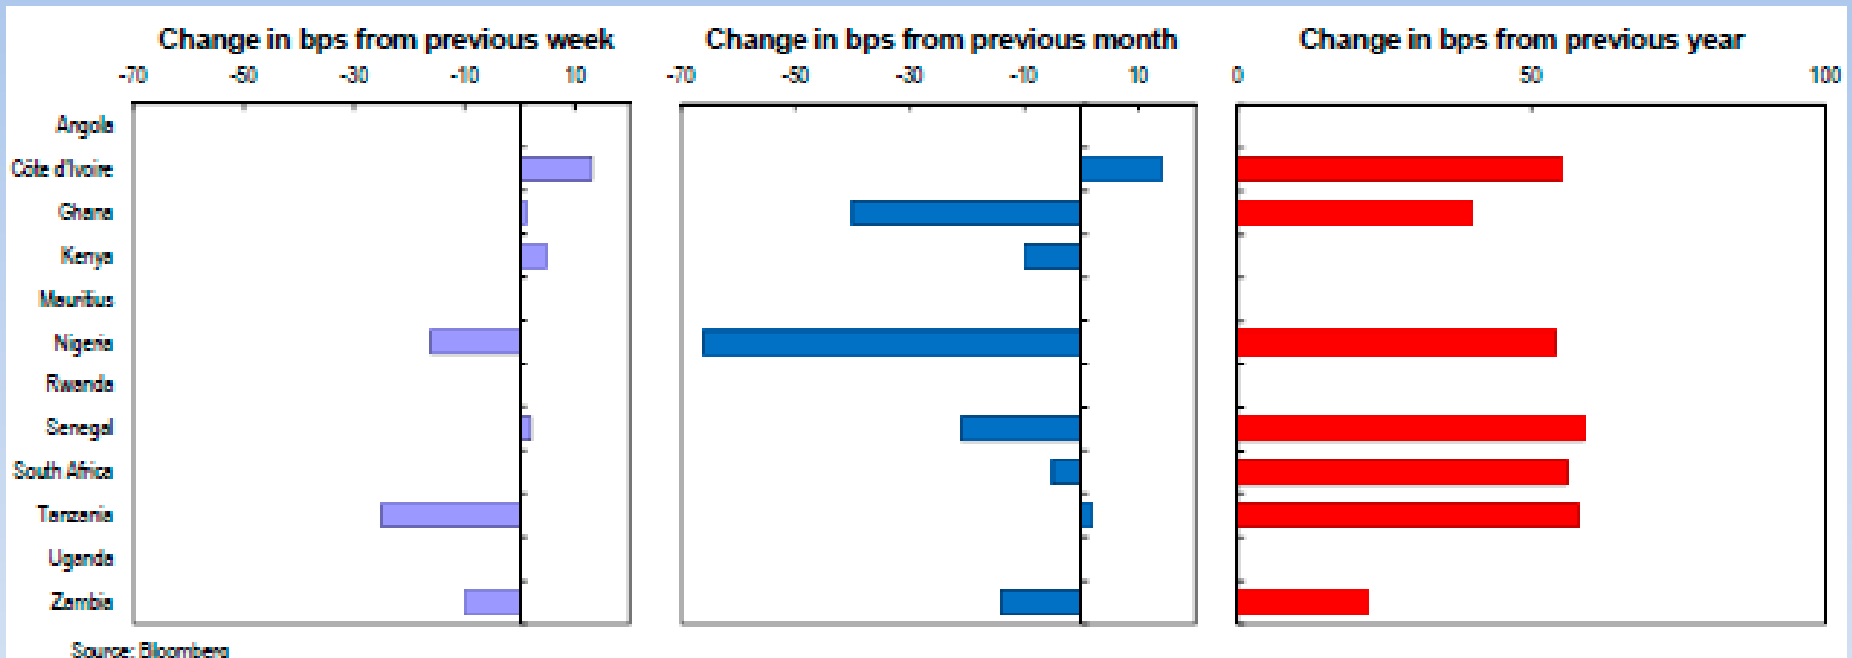 Change in bps from previous week
Change in bps from previous month
Change in bps from previous year
-70 -50 -30 -10 10
-70 -50 -30 -10 10
0 50 100
Angola
Côte d'Ivoire
Ghana
Kenya
Mauritius
Nigeria
Rwanda
Senegal
South Africa
Tanzania
Uganda
Zambia
Source: Bloomberg